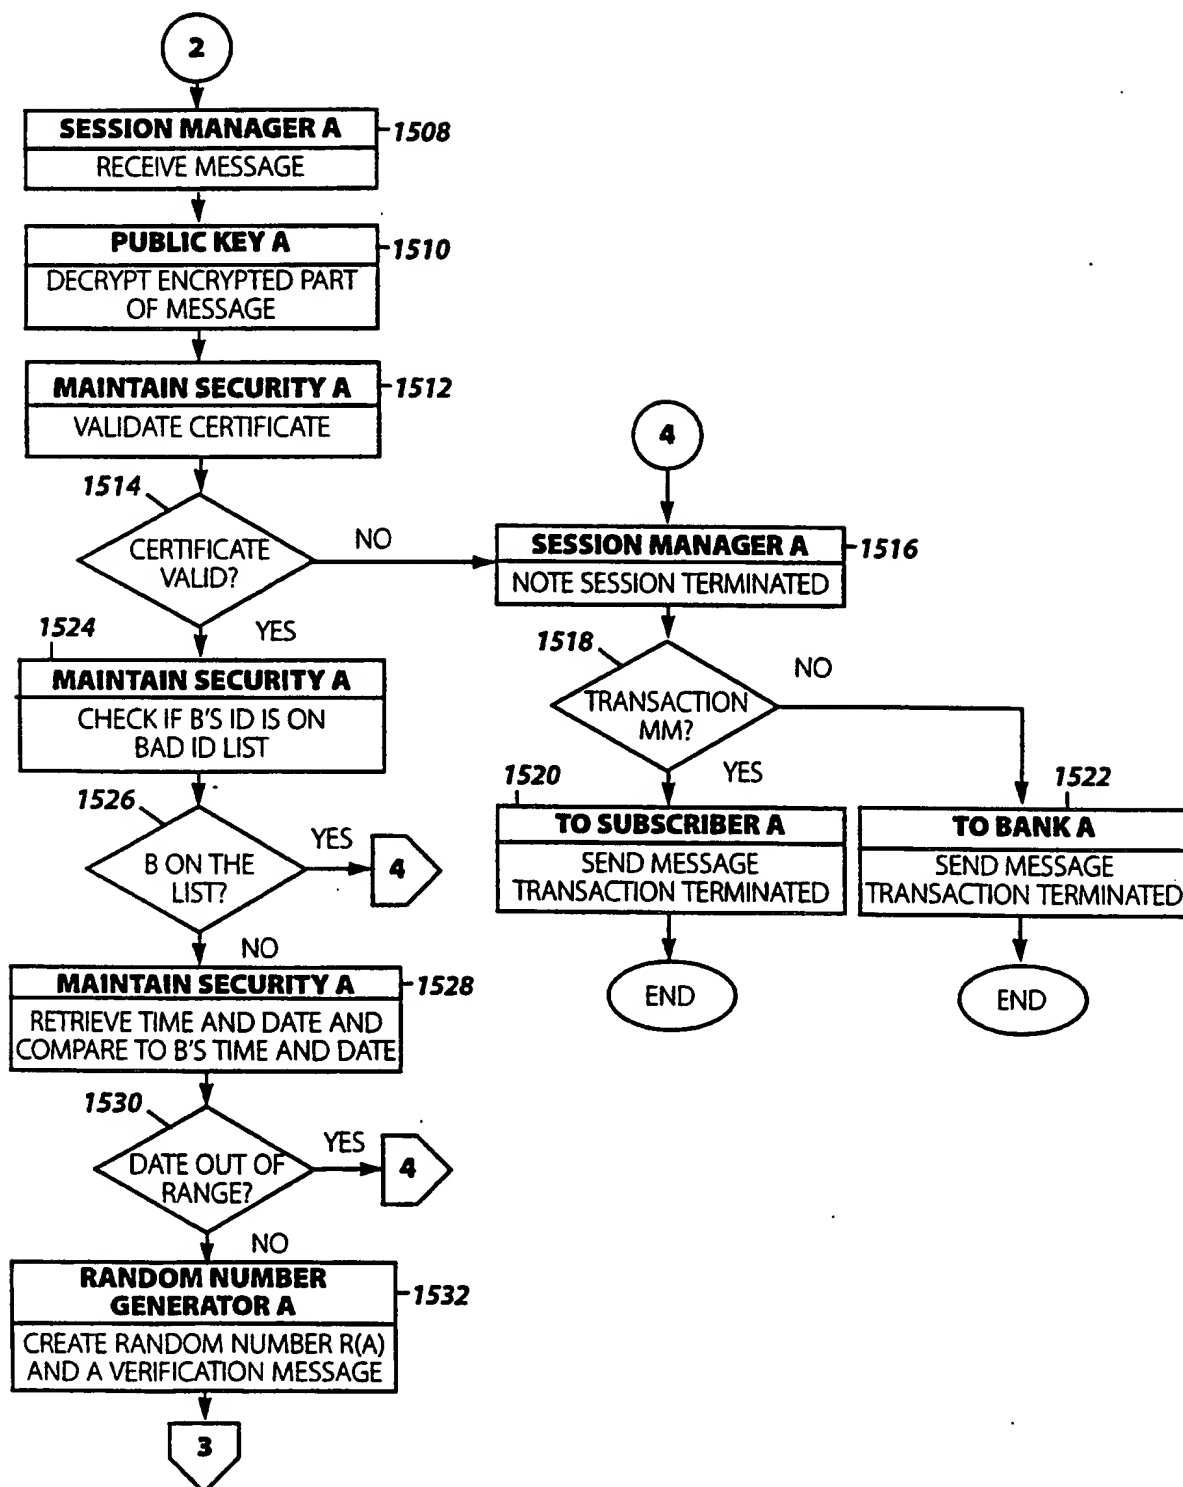 2
SESSION MANAGER A
1508
RECEIVE MESSAGE
PUBLIC KEY A
1510
DECRYPT ENCRYPTED PART
OF MESSAGE
MAINTAIN SECURITY A
1512
VALIDATE CERTIFICATE
1514
CERTIFICATE
VALID?
NO
YES
4
SESSION MANAGER A
1516
NOTE SESSION TERMINATED
1518
TRANSACTION
MM?
NO
YES
1520
TO SUBSCRIBER A
SEND MESSAGE
TRANSACTION TERMINATED
END
1522
TO BANK A
SEND MESSAGE
TRANSACTION TERMINATED
END
1524
MAINTAIN SECURITY A
CHECK IF B'S ID IS ON
BAD ID LIST
1526
B ON THE
LIST?
YES
4
NO
MAINTAIN SECURITY A
1528
RETRIEVE TIME AND DATE AND
COMPARE TO B'S TIME AND DATE
1530
DATE OUT OF
RANGE?
YES
4
NO
RANDOM NUMBER
GENERATOR A
1532
CREATE RANDOM NUMBER R(A)
AND A VERIFICATION MESSAGE
3